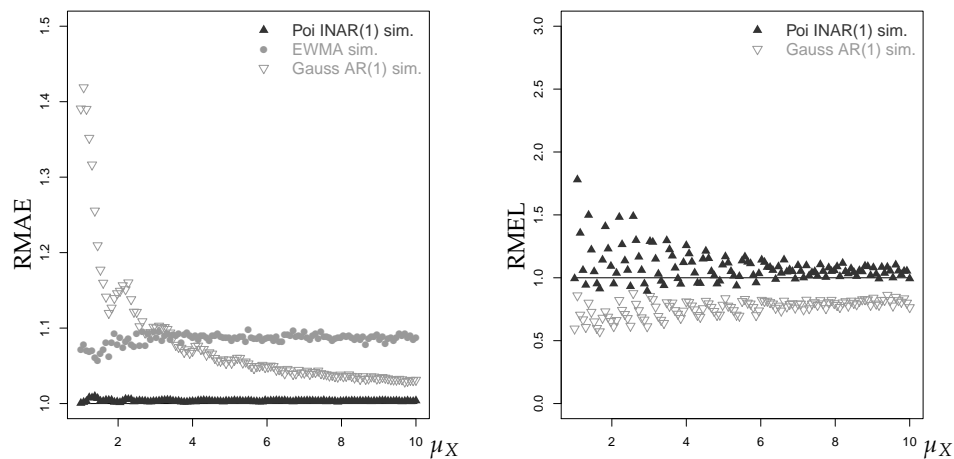 Poi INAR(1) sim.
EWMA sim.
Gauss AR(1) sim.
RMAE
1.0
1.1
1.2
1.3
1.4
1.5
2
4
6
8
10
μX
Poi INAR(1) sim.
Gauss AR(1) sim.
RMEL
0.0
0.5
1.0
1.5
2.0
2.5
3.0
2
4
6
8
10
μX